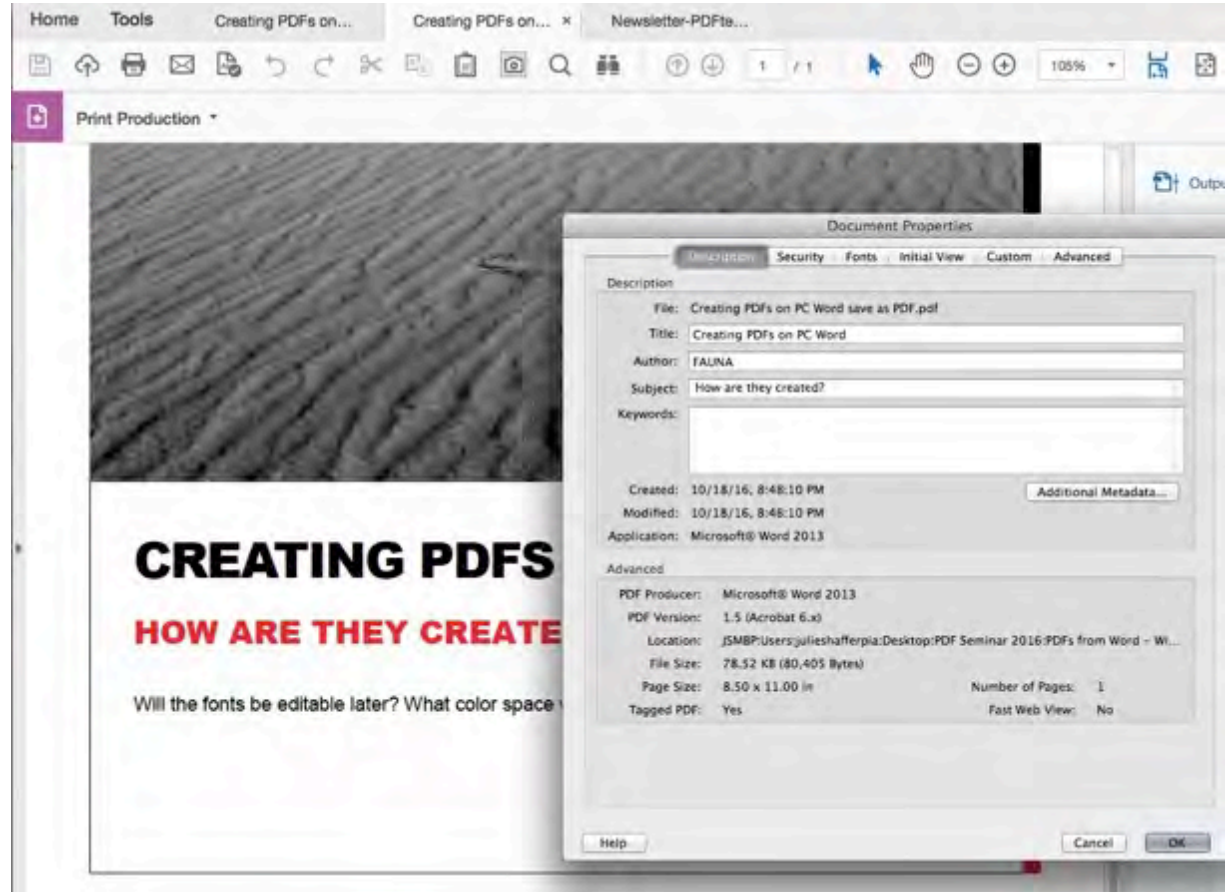 Home Tools Creating PDFs on... Creating PDFs on... × Newsletter-PDFte...
1 / 1 105%
Print Production
Outpu
Document Properties
Description Security Fonts Initial View Custom Advanced
Description
File: Creating PDFs on PC Word save as PDF.pdf
Title: Creating PDFs on PC Word
Author: FAUNA
Subject: How are they created?
Keywords:
Created: 10/18/16, 8:48:10 PM
Additional Metadata...
Modified: 10/18/16, 8:48:10 PM
Application: Microsoft® Word 2013
Advanced
PDF Producer: Microsoft® Word 2013
PDF Version: 1.5 (Acrobat 6.x)
Location: JSMBP:Users:julieshafferpia:Desktop:PDF Seminar 2016:PDFs from Word – Wi...
File Size: 78.52 KB (80,405 Bytes)
Page Size: 8.50 x 11.00 in Number of Pages: 1
Tagged PDF: Yes Fast Web View: No
Help Cancel OK
CREATING PDFS
HOW ARE THEY CREATE
Will the fonts be editable later? What color space